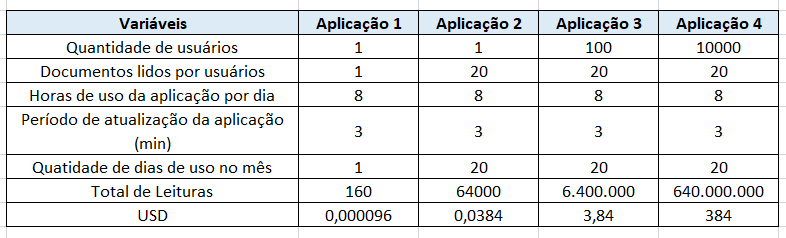 Variáveis Aplicação 1 Aplicação 2 Aplicação 3 Aplicação 4
Quantidade de usuários 1 1 100 10000
Documentos lidos por usuários 1 20 20 20
Horas de uso da aplicação por dia 8 8 8 8
Período de atualização da aplicação
(min) 3 3 3 3
Quatidade de dias de uso no mês 1 20 20 20
Total de Leituras 160 64000 6.400.000 640.000.000
USD 0,000096 0,0384 3,84 384